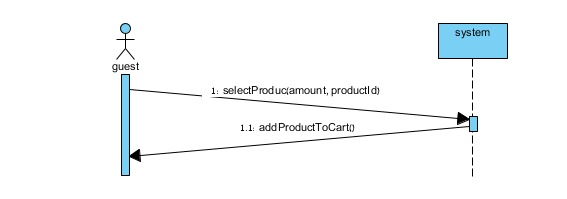 system
guest
1: selectProduc(amount, productId)
1.1: addProductToCart()